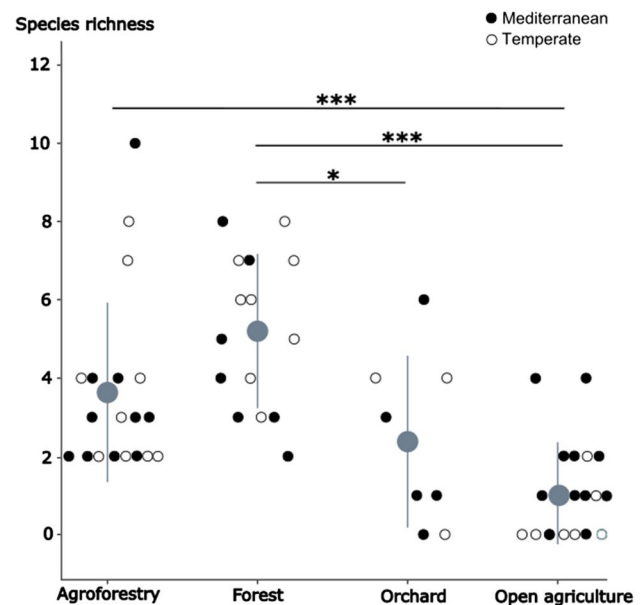 Species richness
Mediterranean
Temperate
12
***
10
***
*
8
6
4
2
0
Agroforestry Forest Orchard Open agriculture